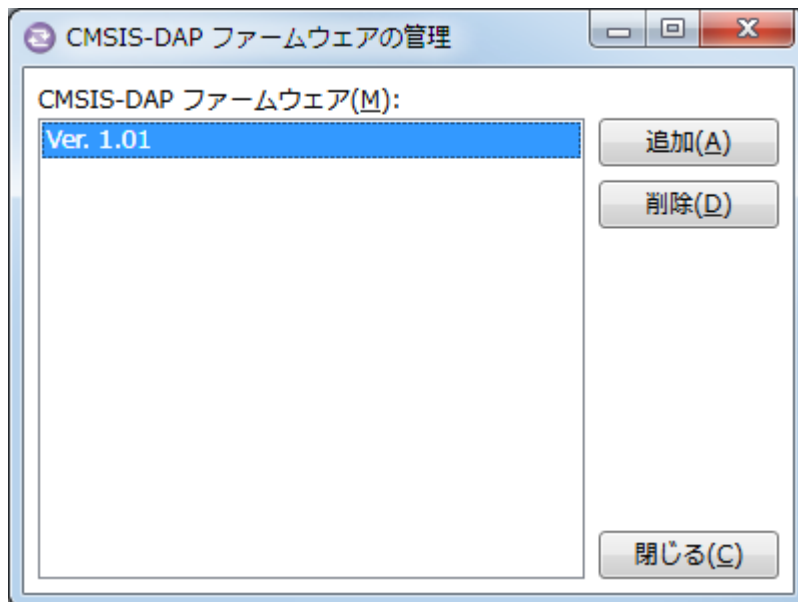 CMSIS-DAP ファームウェアの管理
CMSIS-DAP ファームウェア(M):
Ver. 1.01
追加(A)
削除(D)
閉じる(C)